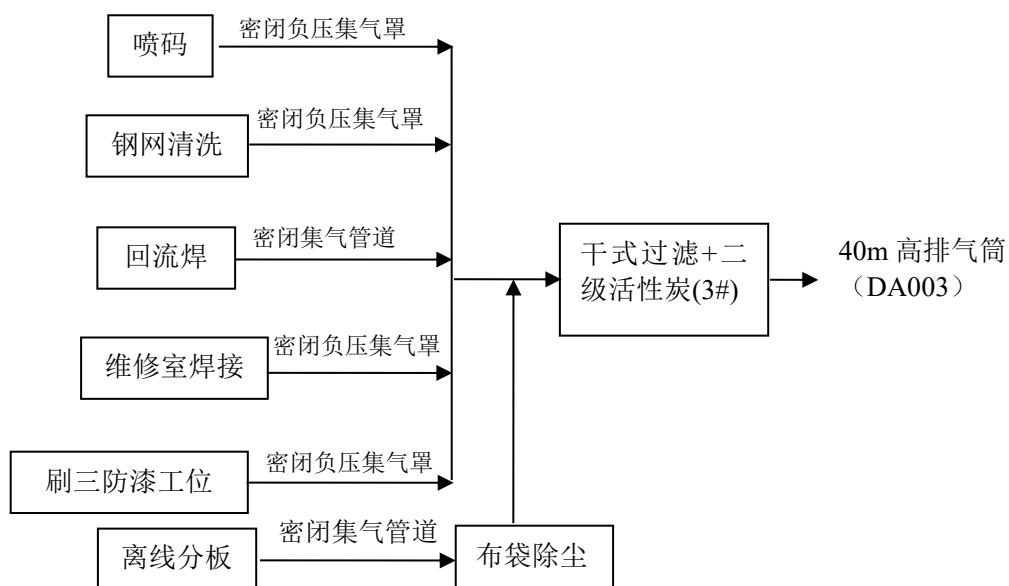 喷码
密闭负压集气罩
钢网清洗
密闭负压集气罩
回流焊
密闭集气管道
干式过滤+二
级活性炭(3#)
40m 高排气筒
（DA003）
维修室焊接
密闭负压集气罩
刷三防漆工位
密闭负压集气罩
离线分板
密闭集气管道
布袋除尘